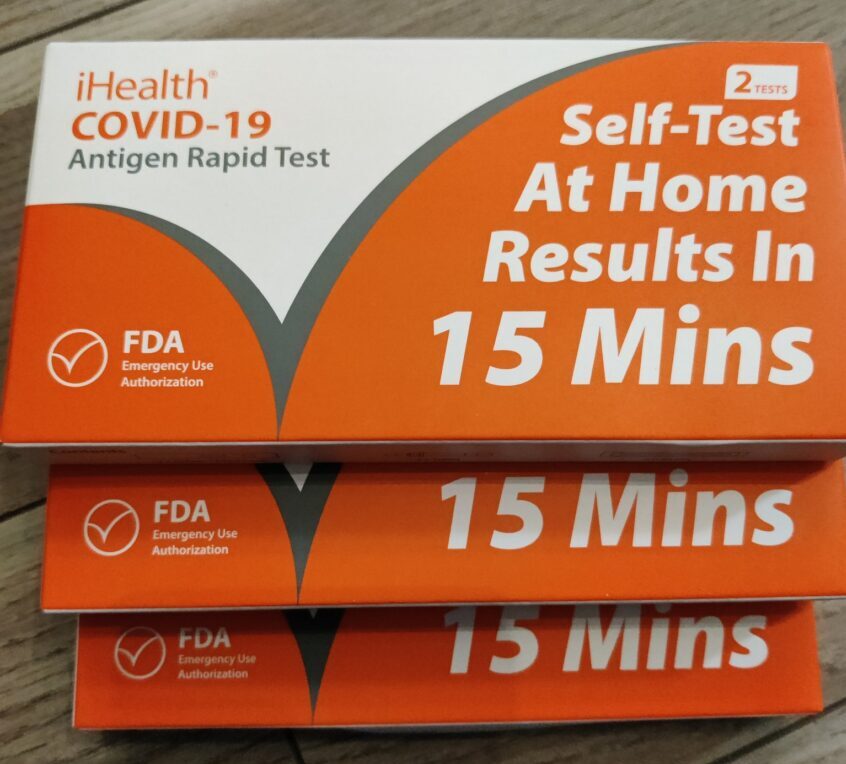 iHealth®
COVID-19
Antigen Rapid Test
2 TESTS
Self-Test
At Home
Results In
15 Mins
FDA
Emergency Use
Authorization
Contents
15 Mins
FDA
Emergency Use
Authorization
15 Mins
FDA
Emergency Use
Authorization